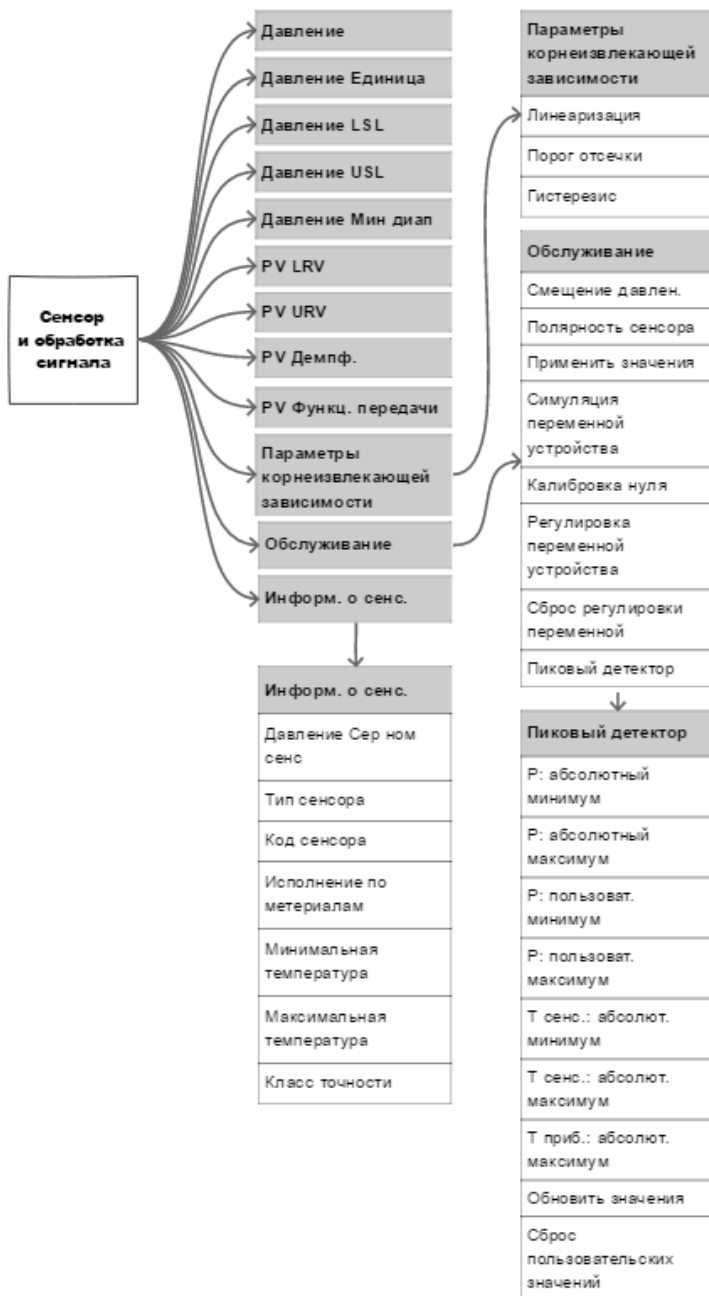 Сенсор
и обработка
сигнала
Давление
Давление Единица
Давление LSL
Давление USL
Давление Мин диап
PV LRV
PV URV
PV Демпф.
PV Функц. передачи
Параметры
корнеизвлекающей
зависимости
Обслуживание
Информ. о сенс.
Информ. о сенс.
Давление Сер ном
сенс
Тип сенсора
Код сенсора
Исполнение по
метериалам
Минимальная
температура
Максимальная
температура
Класс точности
Параметры
корнеизвлекающей
зависимости
Линеаризация
Порог отсечки
Гистерезис
Обслуживание
Смещение давлен.
Полярность сенсора
Применить значения
Симуляция
переменной
устройства
Калибровка нуля
Регулировка
переменной
устройства
Сброс регулировки
переменной
Пиковый детектор
Пиковый детектор
P: абсолютный
минимум
P: абсолютный
максимум
P: пользоват.
минимум
P: пользоват.
максимум
Т сенс.: абсолют.
минимум
Т сенс.: абсолют.
максимум
Т приб.: абсолют.
максимум
Обновить значения
Сброс
пользовательских
значений